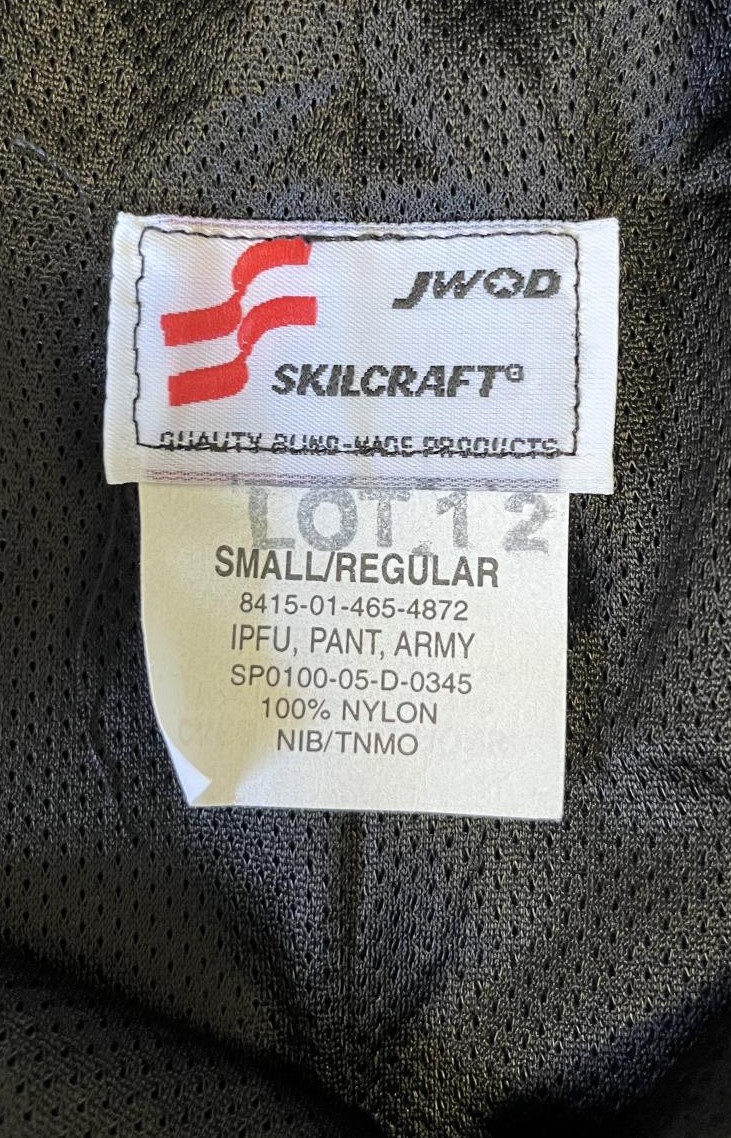 JWOD
SKILCRAFT®
QUALITY BLIND-MADE PRODUCTS
LOT.12
SMALL/REGULAR
8415-01-465-4872
IPFU, PANT, ARMY
SP0100-05-D-0345
100% NYLON
NIB/TNMO